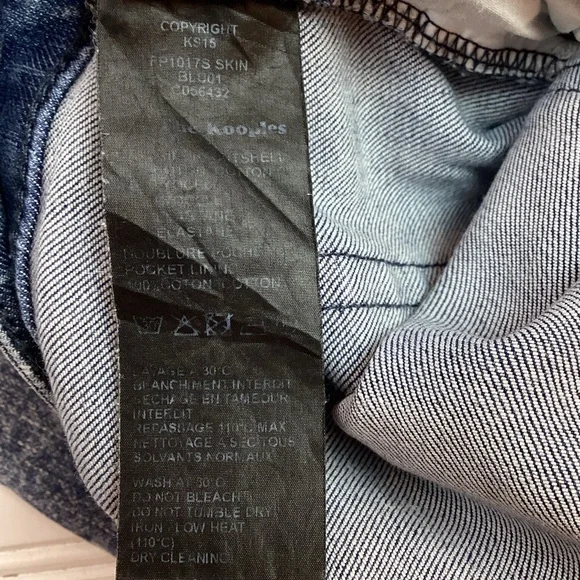 COPYRIGHT
KS15
FP1017S SKIN
BLU01
C056432
The Kooples
COTTON
ELASTANE
DOUBLURE POCHE
POCKET LINING
100% COTON COTTON
LAVAGE A 30°C
BLANCHIMENT INTERDIT
SECHAGE EN TAMBOUR
INTERDIT
REPASSAGE 110°C MAX
NETTOYAGE A SEC TOUS
SOLVANTS NORMAUX
WASH AT 30°C
DO NOT BLEACH
DO NOT TUMBLE DRY
IRON / LOW HEAT
(110°C)
DRY CLEANING